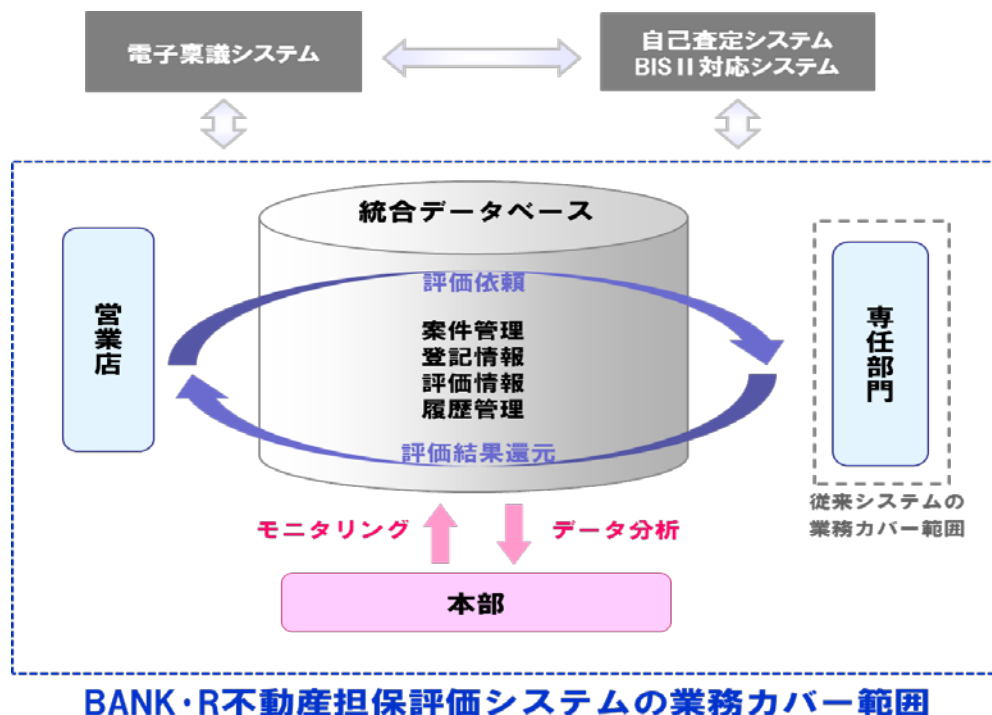 電子稟議システム
自己査定システム
BISⅡ対応システム
統合データベース
評価依頼
営業店
案件管理
登記情報
評価情報
履歴管理
専任部門
評価結果還元
従来システムの
業務カバー範囲
モニタリング
データ分析
本部
BANK・R不動産担保評価システムの業務カバー範囲